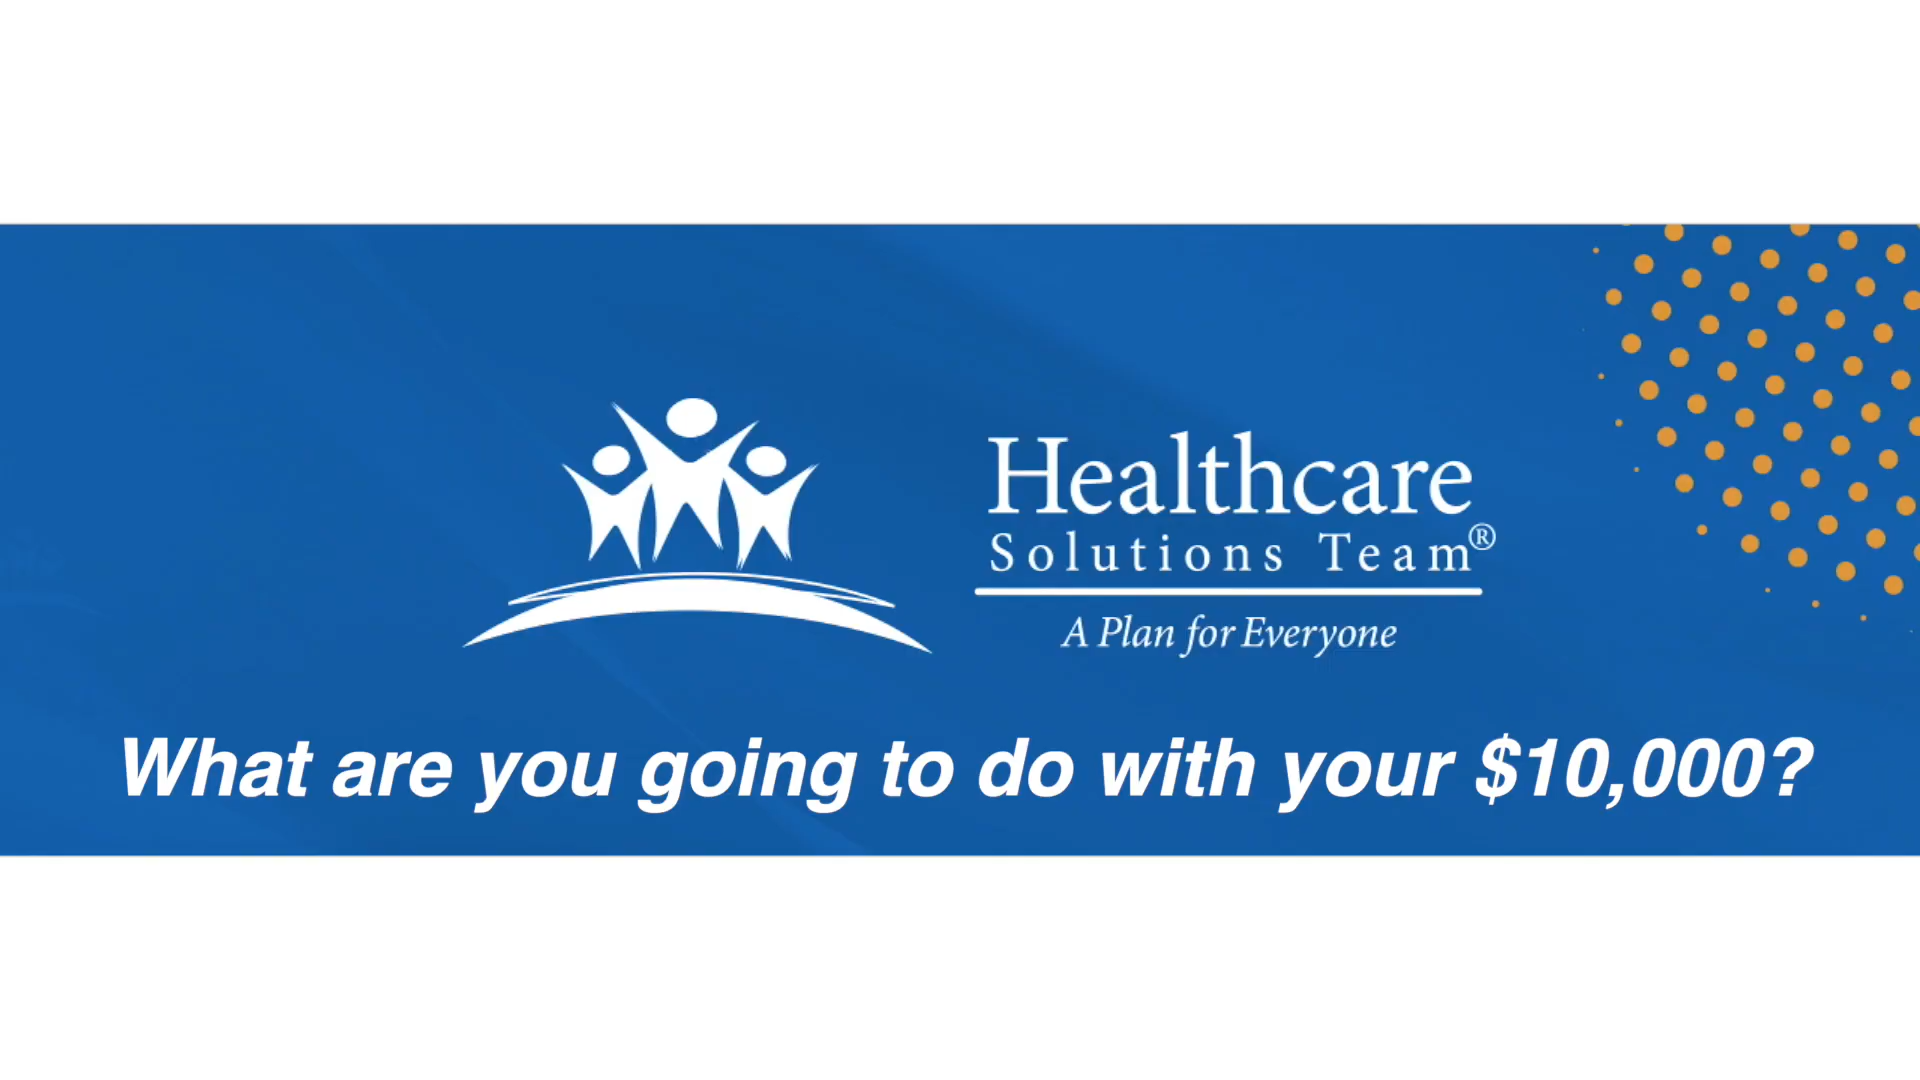 Healthcare
Solutions Team®
A Plan for Everyone
What are you going to do with your $10,000?